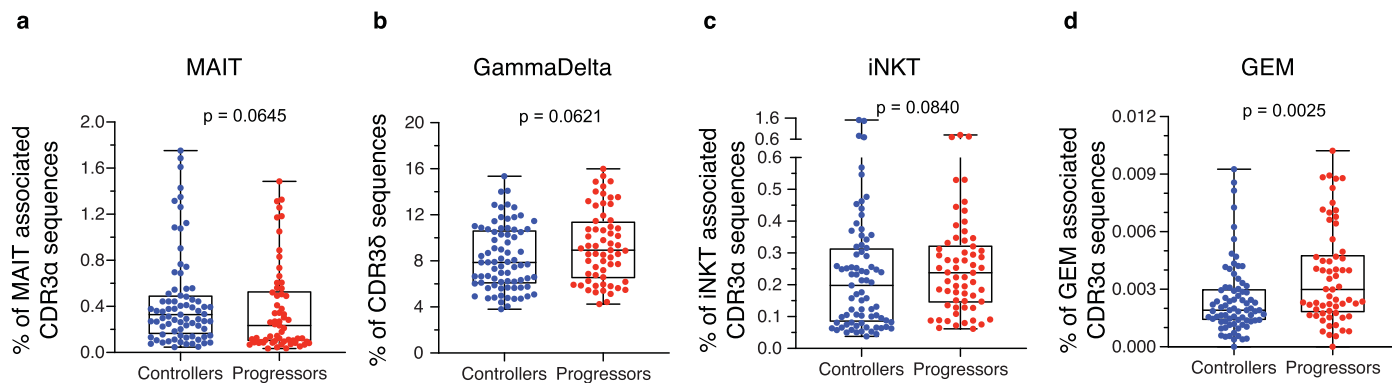 a
MAIT
p = 0.0645
% of MAIT associated
CDR3α sequences
2.0
1.6
1.2
0.8
0.4
0.0
Controllers Progressors
b
GammaDelta
p = 0.0621
% of CDR3δ sequences
20
16
12
8
4
0
Controllers Progressors
c
iNKT
p = 0.0840
% of iNKT associated
CDR3α sequences
1.6
0.6
0.6
0.5
0.4
0.3
0.2
0.1
0.0
Controllers Progressors
d
GEM
p = 0.0025
% of GEM associated
CDR3α sequences
0.012
0.009
0.006
0.003
0.000
Controllers Progressors